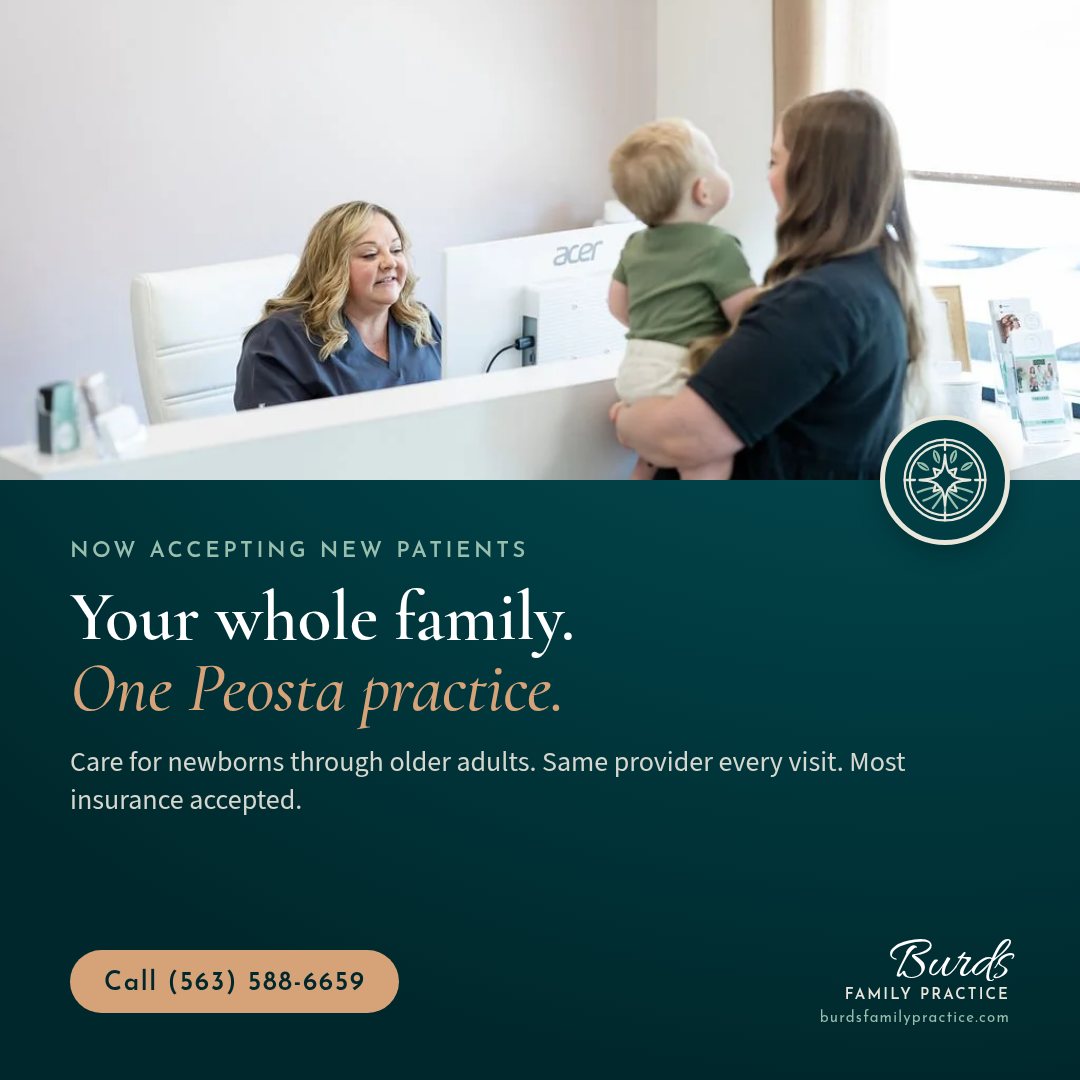 acer
NOW ACCEPTING NEW PATIENTS
Your whole family.
One Peosta practice.
Care for newborns through older adults. Same provider every visit. Most
insurance accepted.
Call (563) 588-6659
Burds
FAMILY PRACTICE
burdsfamilypractice.com